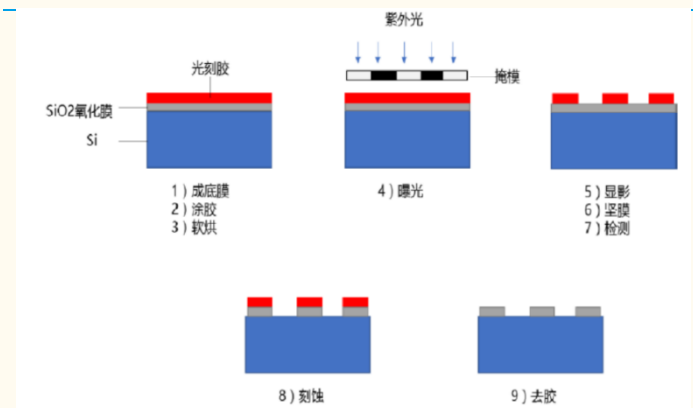 紫外光
光刻胶
掩模
SiO2氧化膜
Si
1）成底膜
2）涂胶
3）软烘
4）曝光
5）显影
6）坚膜
7）检测
8）刻蚀
9）去胶